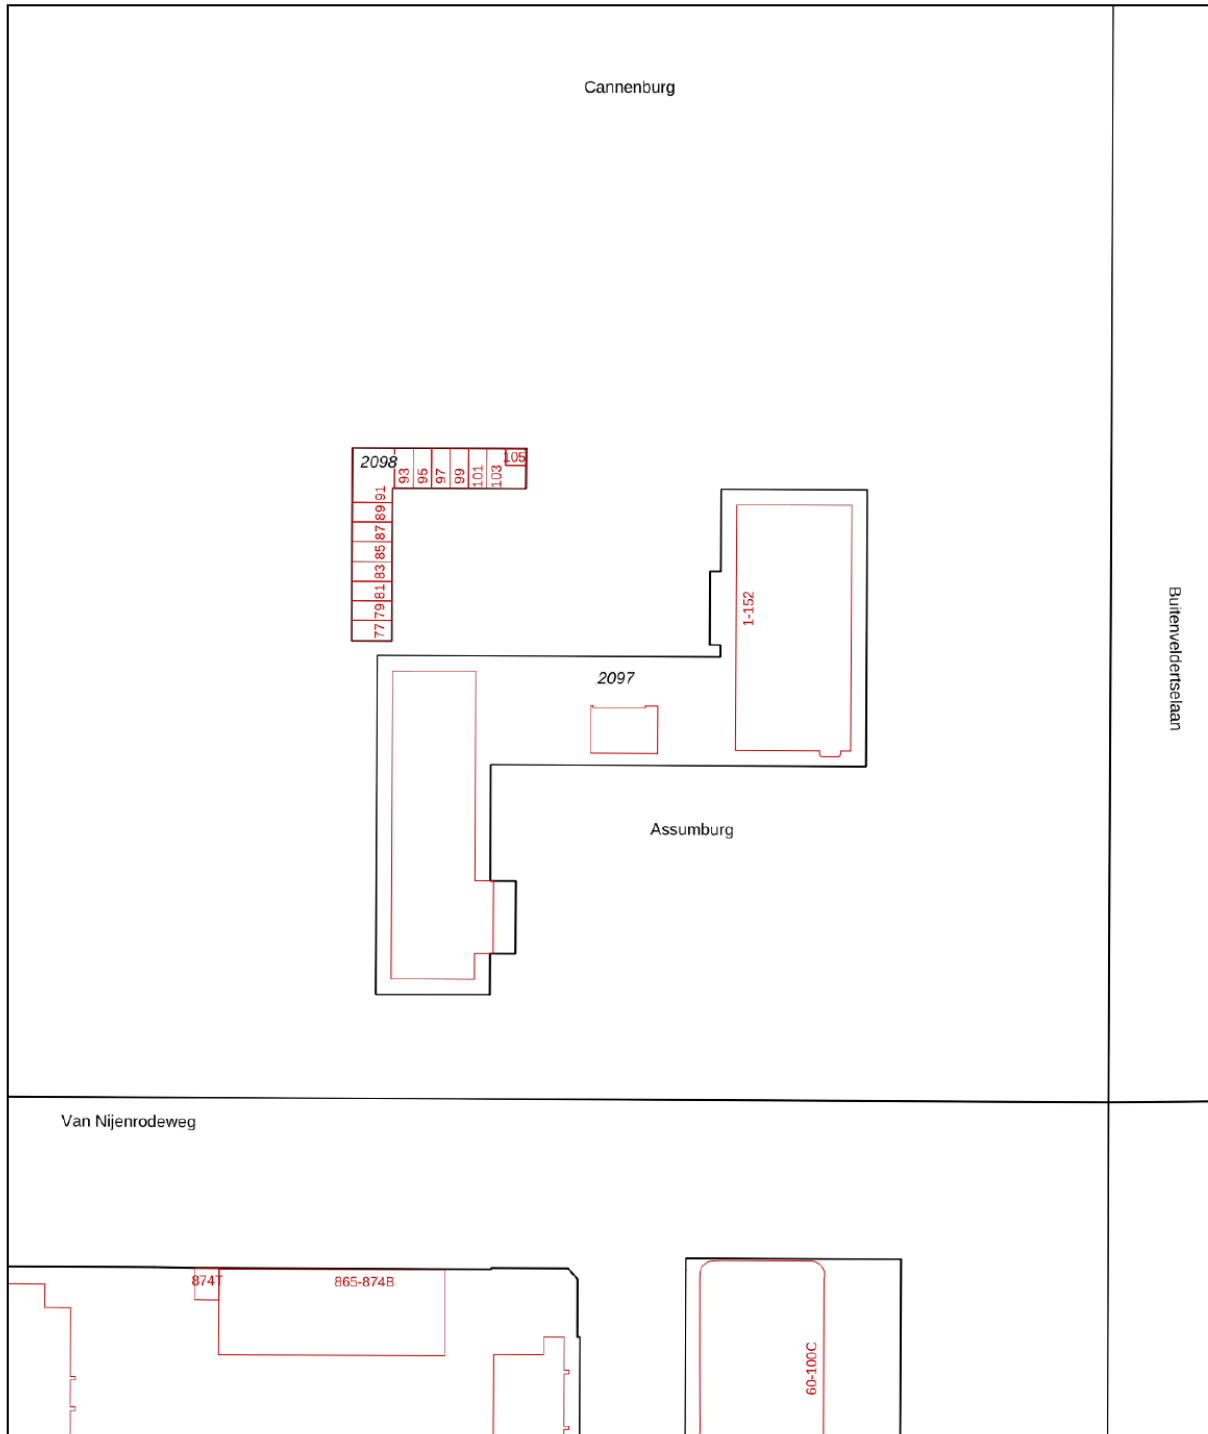 Cannenburg
2098
93
95
97
99
101
103
105
91
89
87
85
83
81
79
77
1-152
2097
Buitenveldertselaan
Assumburg
Van Nijenrodeweg
874T
865-874B
60-100C